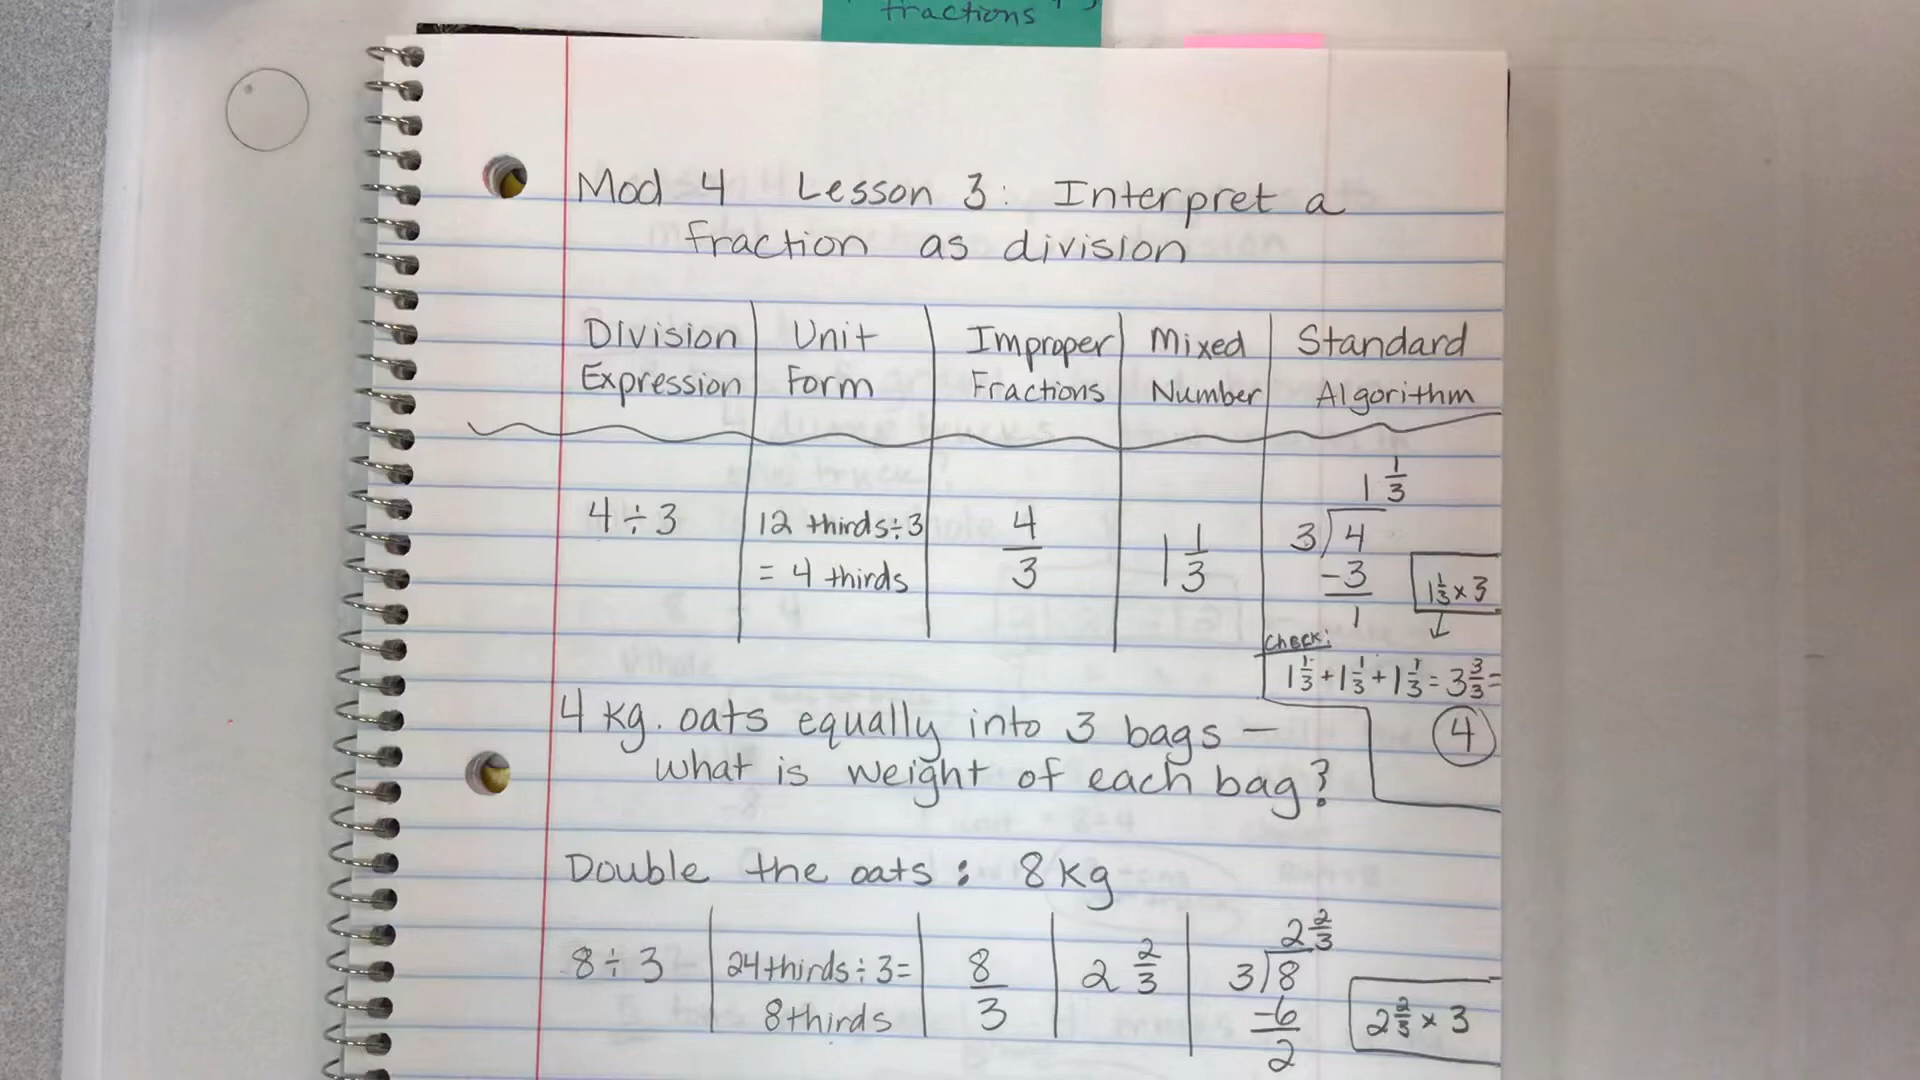 fractions
Mod 4 Lesson 3: Interpret a
fraction as division
Division Expression | Unit Form | Improper Fractions | Mixed Number | Standard Algorithm
4 ÷ 3 | 12 thirds ÷ 3 = 4 thirds | 4/3 | 1 1/3 | 1 1/3
3)4
-3
1
1 1/3 × 3
Check:
1 1/3 + 1 1/3 + 1 1/3 = 3 3/3 =
4
4 kg. oats equally into 3 bags –
what is weight of each bag?
Double the oats: 8 kg
8 ÷ 3 | 24 thirds ÷ 3 = 8 thirds | 8/3 | 2 2/3 | 2 2/3
3)8
-6
2
2 2/3 × 3